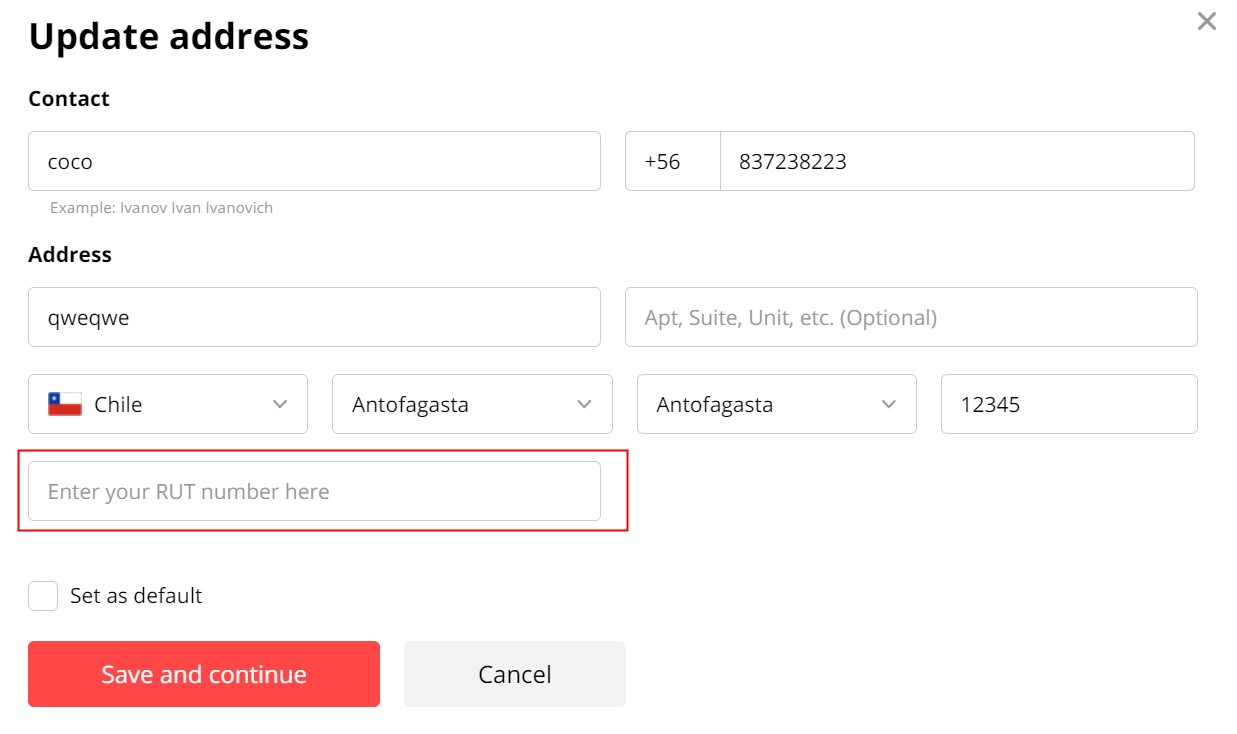 Update address
Contact
coco
+56 837238223
Example: Ivanov Ivan Ivanovich
Address
qweqwe
Apt, Suite, Unit, etc. (Optional)
Chile
Antofagasta
Antofagasta
12345
Enter your RUT number here
Set as default
Save and continue
Cancel